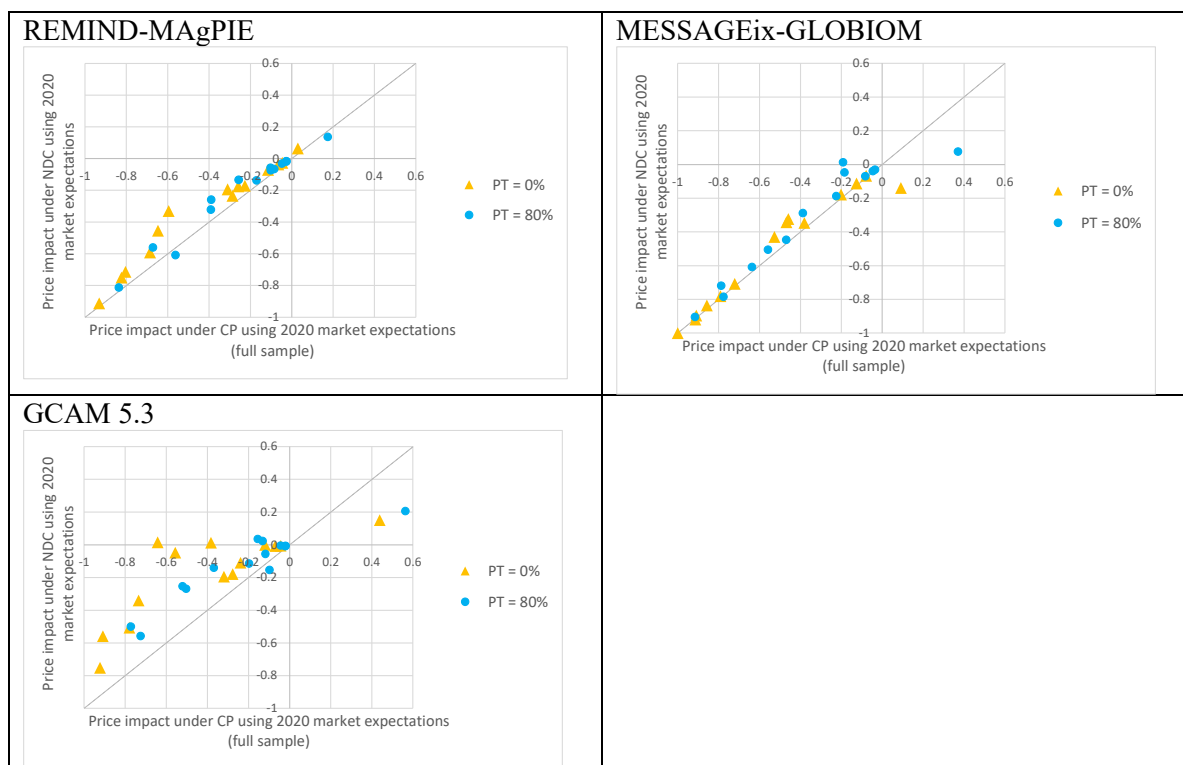 REMIND-MAgPIE
0.6
0.4
0.2
0
-0.2
-0.4
-0.6
-0.8
-1
-1 -0.8 -0.6 -0.4 -0.2 0 0.2 0.4 0.6
Price impact under NDC using 2020
market expectations
Price impact under CP using 2020 market expectations
(full sample)
PT = 0%
PT = 80%
MESSAGEix-GLOBIOM
0.6
0.4
0.2
0
-0.2
-0.4
-0.6
-0.8
-1
-1 -0.8 -0.6 -0.4 -0.2 0 0.2 0.4 0.6
Price impact under NDC using 2020
market expectations
Price impact under CP using 2020 market expectations
(full sample)
PT = 0%
PT = 80%
GCAM 5.3
0.6
0.4
0.2
0
-0.2
-0.4
-0.6
-0.8
-1
-1 -0.8 -0.6 -0.4 -0.2 0 0.2 0.4 0.6
Price impact under NDC using 2020
market expectations
Price impact under CP using 2020 market expectations
(full sample)
PT = 0%
PT = 80%